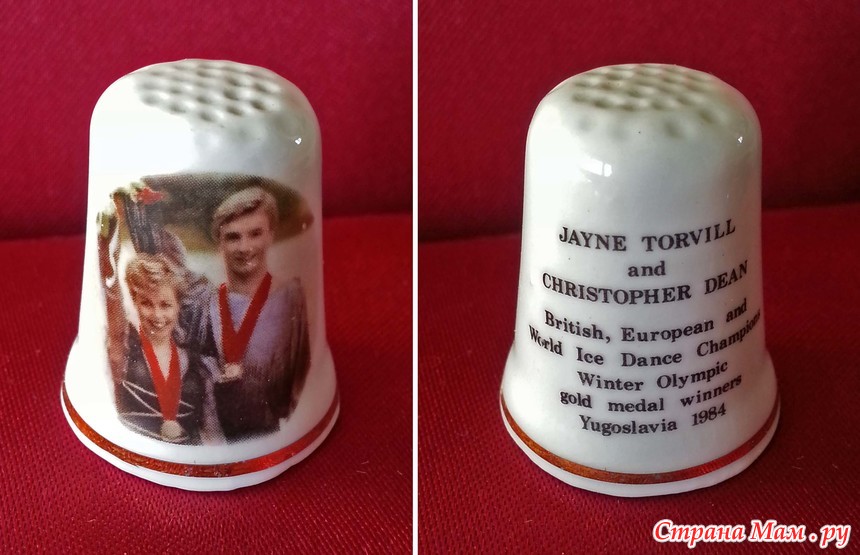 JAYNE TORVILL
and
CHRISTOPHER DEAN
British, European and
World Ice Dance Champions
Winter Olympic
gold medal winners
Yugoslavia 1984
Страна Мам.ру